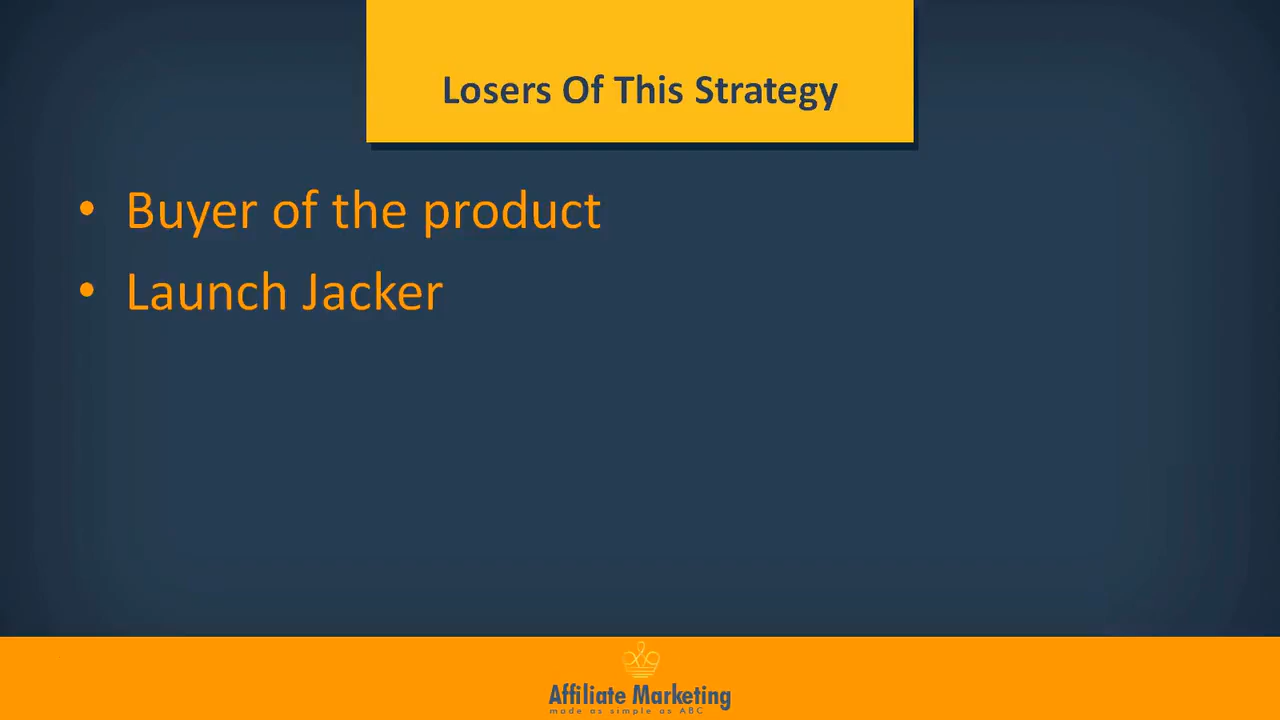 Losers Of This Strategy
• Buyer of the product
• Launch Jacker
Affiliate Marketing
made as simple as ABC